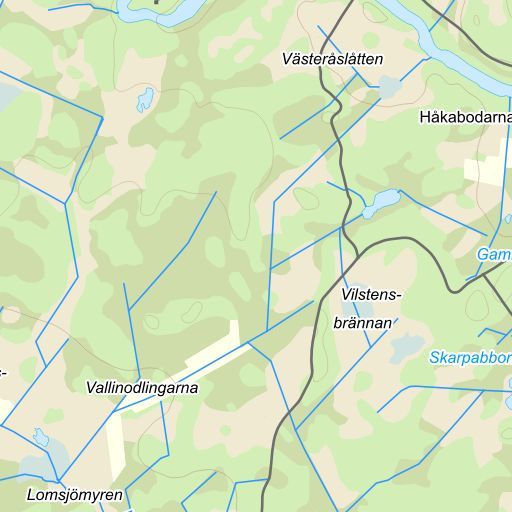 Västeråslåtten
Håkabodarna
Vilstens-
brännan
Vallinodlingarna
Lomsjömyren